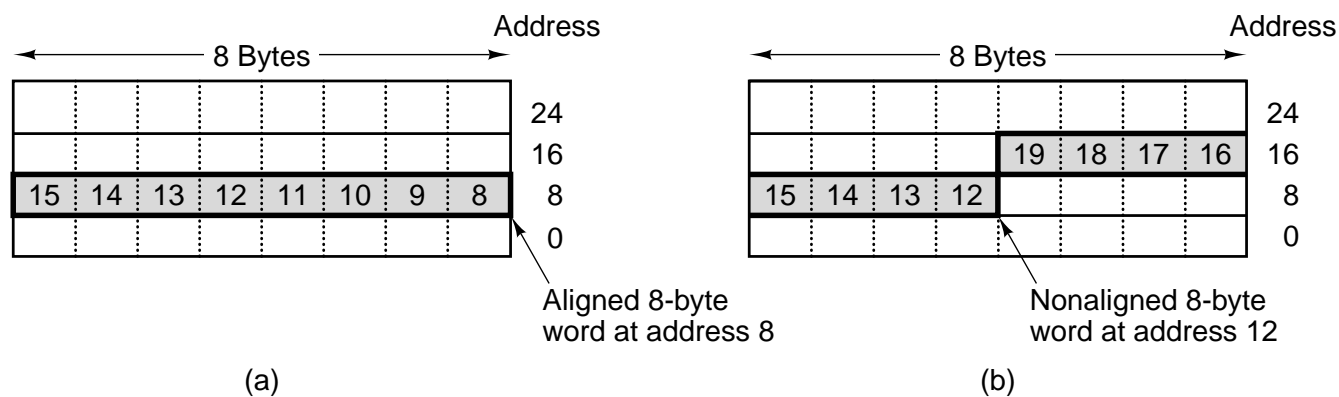 Address
8 Bytes
24
16
15 14 13 12 11 10 9 8 8
0
Aligned 8-byte
word at address 8
(a)
Address
8 Bytes
24
19 18 17 16 16
15 14 13 12 8
0
Nonaligned 8-byte
word at address 12
(b)